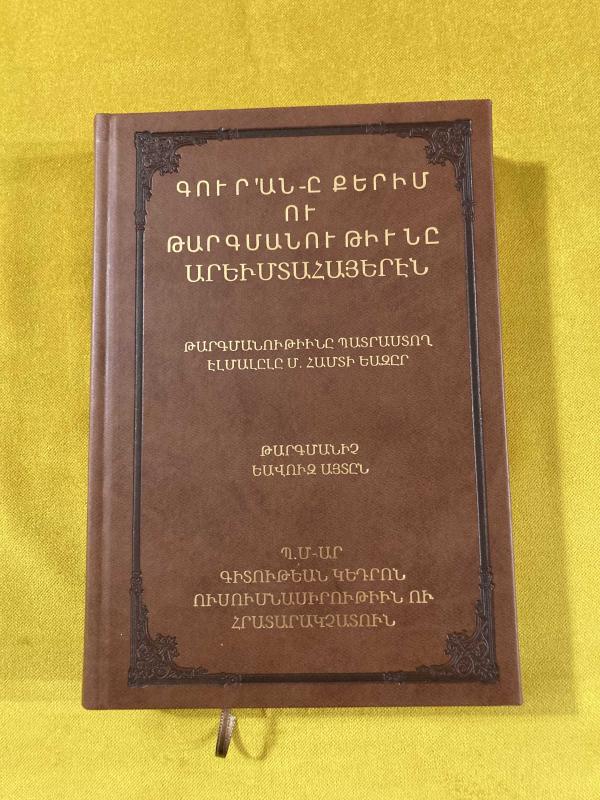 ԳՈՒՐ'ԱՆ-Ը ՔԵՐԻՄ
ՈՒ
ԹԱՐԳՄԱՆՈՒԹԻՒՆԸ
ԱՐԵՒՄՏԱՀԱՅԵՐԷՆ
ԹԱՐԳՄԱՆՈՒԹԻՒՆԸ ՊԱՏՐԱՍՏՈՂ
ԷԼՄԱԼԸԼԸ Մ. ՀԱՄՏԻ ԵԱԶԸՐ
ԹԱՐԳՄԱՆԻՉ
ԵԱՎՈՒԶ ԱՅՏԸՆ
Պ.Մ-ԱՐ
ԳԻՏՈՒԹԵԱՆ ԿԵԴՐՈՆ
ՈՒՍՈՒՄՆԱՍԻՐՈՒԹԻՒՆ ՈՒ
ՀՐԱՏԱՐԱԿՉԱՏՈՒՆ